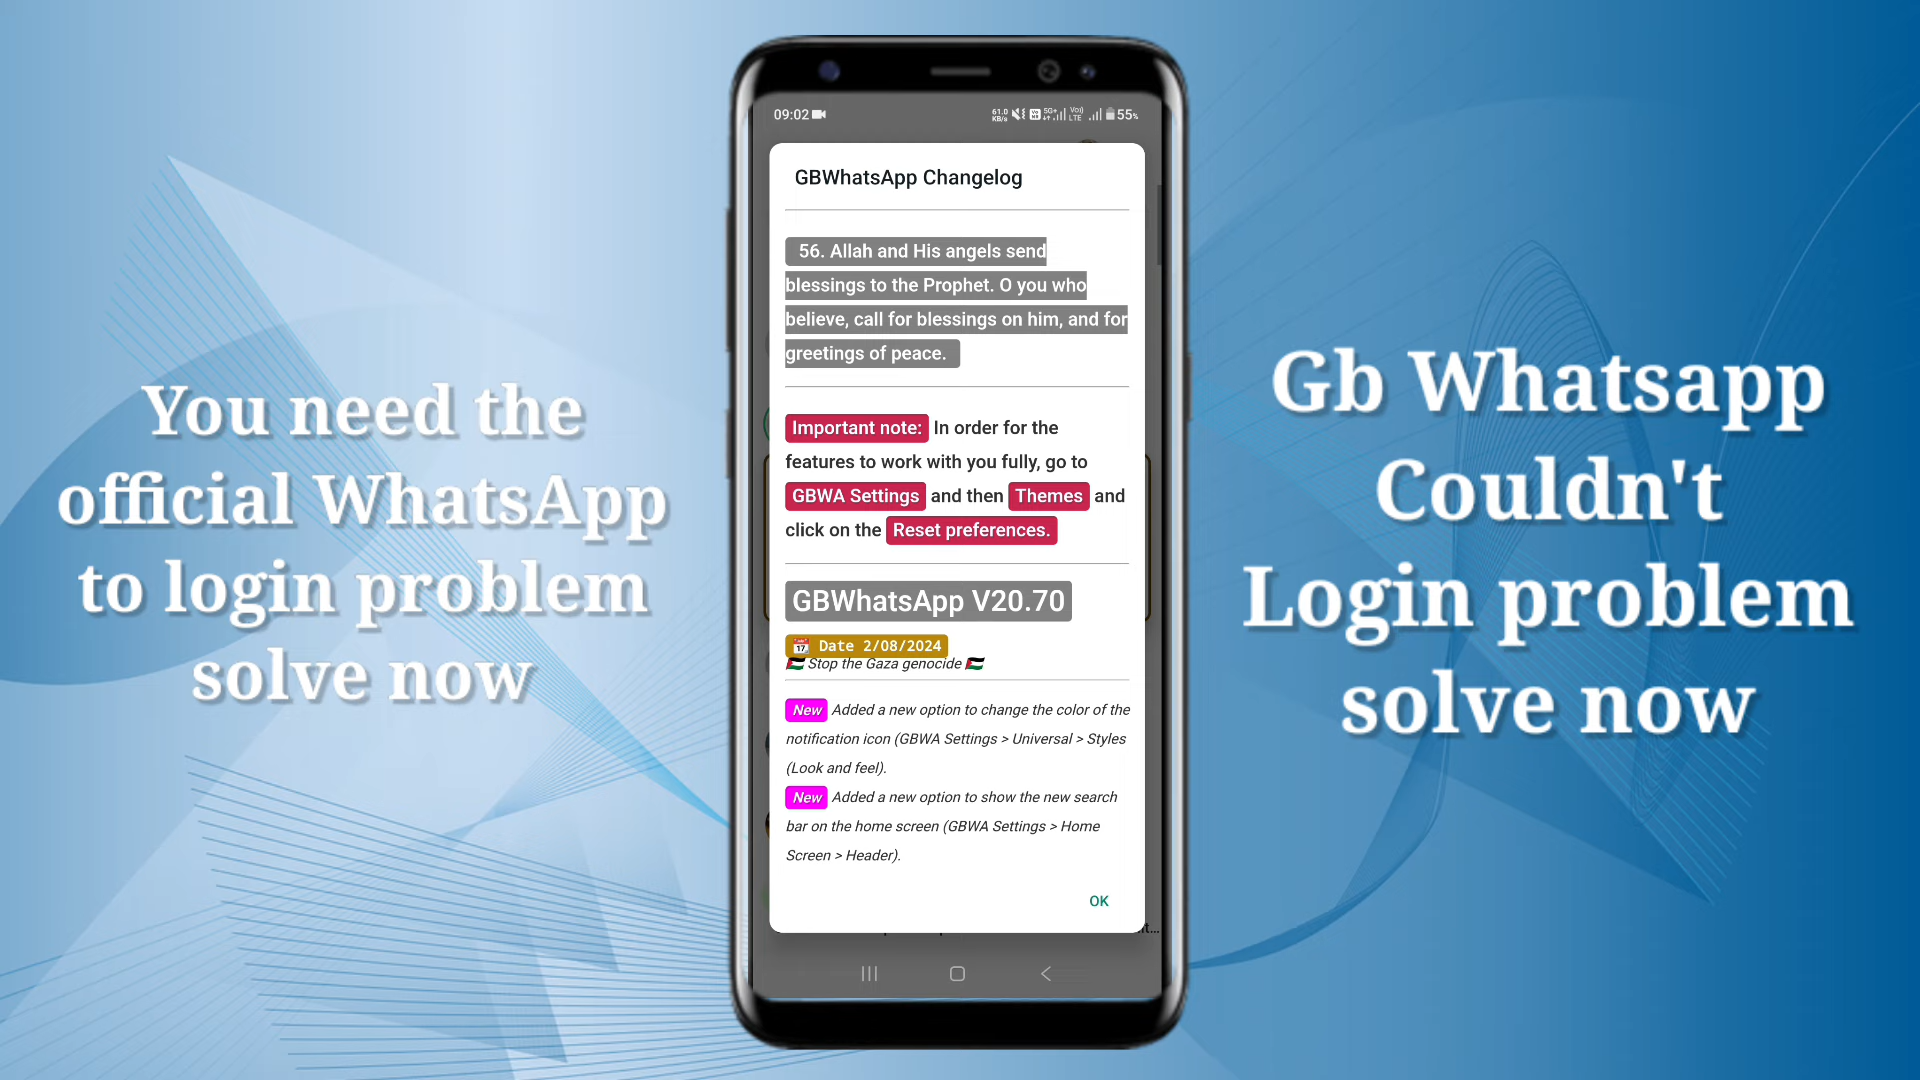 You need the
official WhatsApp
to login problem
solve now
09:02
61.0
KB/s
5G+
Vo))
LTE
55%
GBWhatsApp Changelog
56. Allah and His angels send
blessings to the Prophet. O you who
believe, call for blessings on him, and for
greetings of peace.
Important note: In order for the
features to work with you fully, go to
GBWA Settings and then Themes and
click on the Reset preferences.
GBWhatsApp V20.70
Date 2/08/2024
Stop the Gaza genocide
New Added a new option to change the color of the
notification icon (GBWA Settings > Universal > Styles
(Look and feel).
New Added a new option to show the new search
bar on the home screen (GBWA Settings > Home
Screen > Header).
OK
Gb Whatsapp
Couldn't
Login problem
solve now